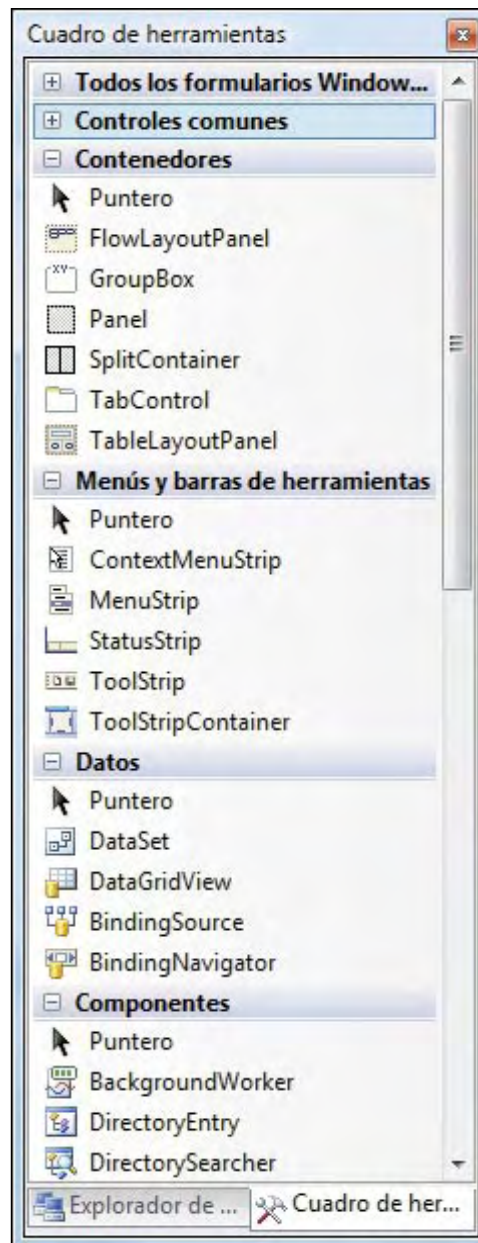 Cuadro de herramientas
Todos los formularios Window...
Controles comunes
Contenedores
Puntero
FlowLayoutPanel
GroupBox
Panel
SplitContainer
TabControl
TableLayoutPanel
Menús y barras de herramientas
Puntero
ContextMenuStrip
MenuStrip
StatusStrip
ToolStrip
ToolStripContainer
Datos
Puntero
DataSet
DataGridView
BindingSource
BindingNavigator
Componentes
Puntero
BackgroundWorker
DirectoryEntry
DirectorySearcher
Explorador de ... Cuadro de her...